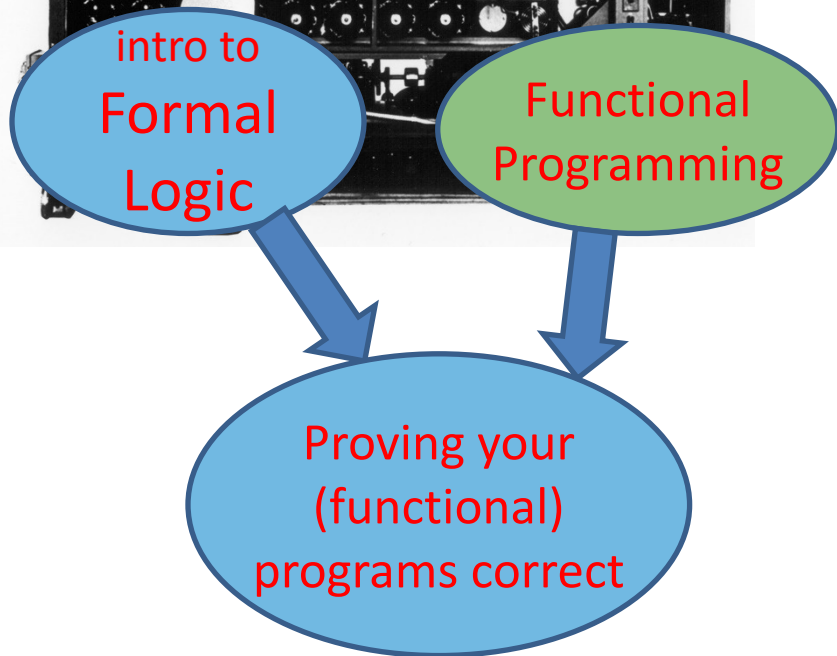 intro to
Formal
Logic
Functional
Programming
Proving your
(functional)
programs correct